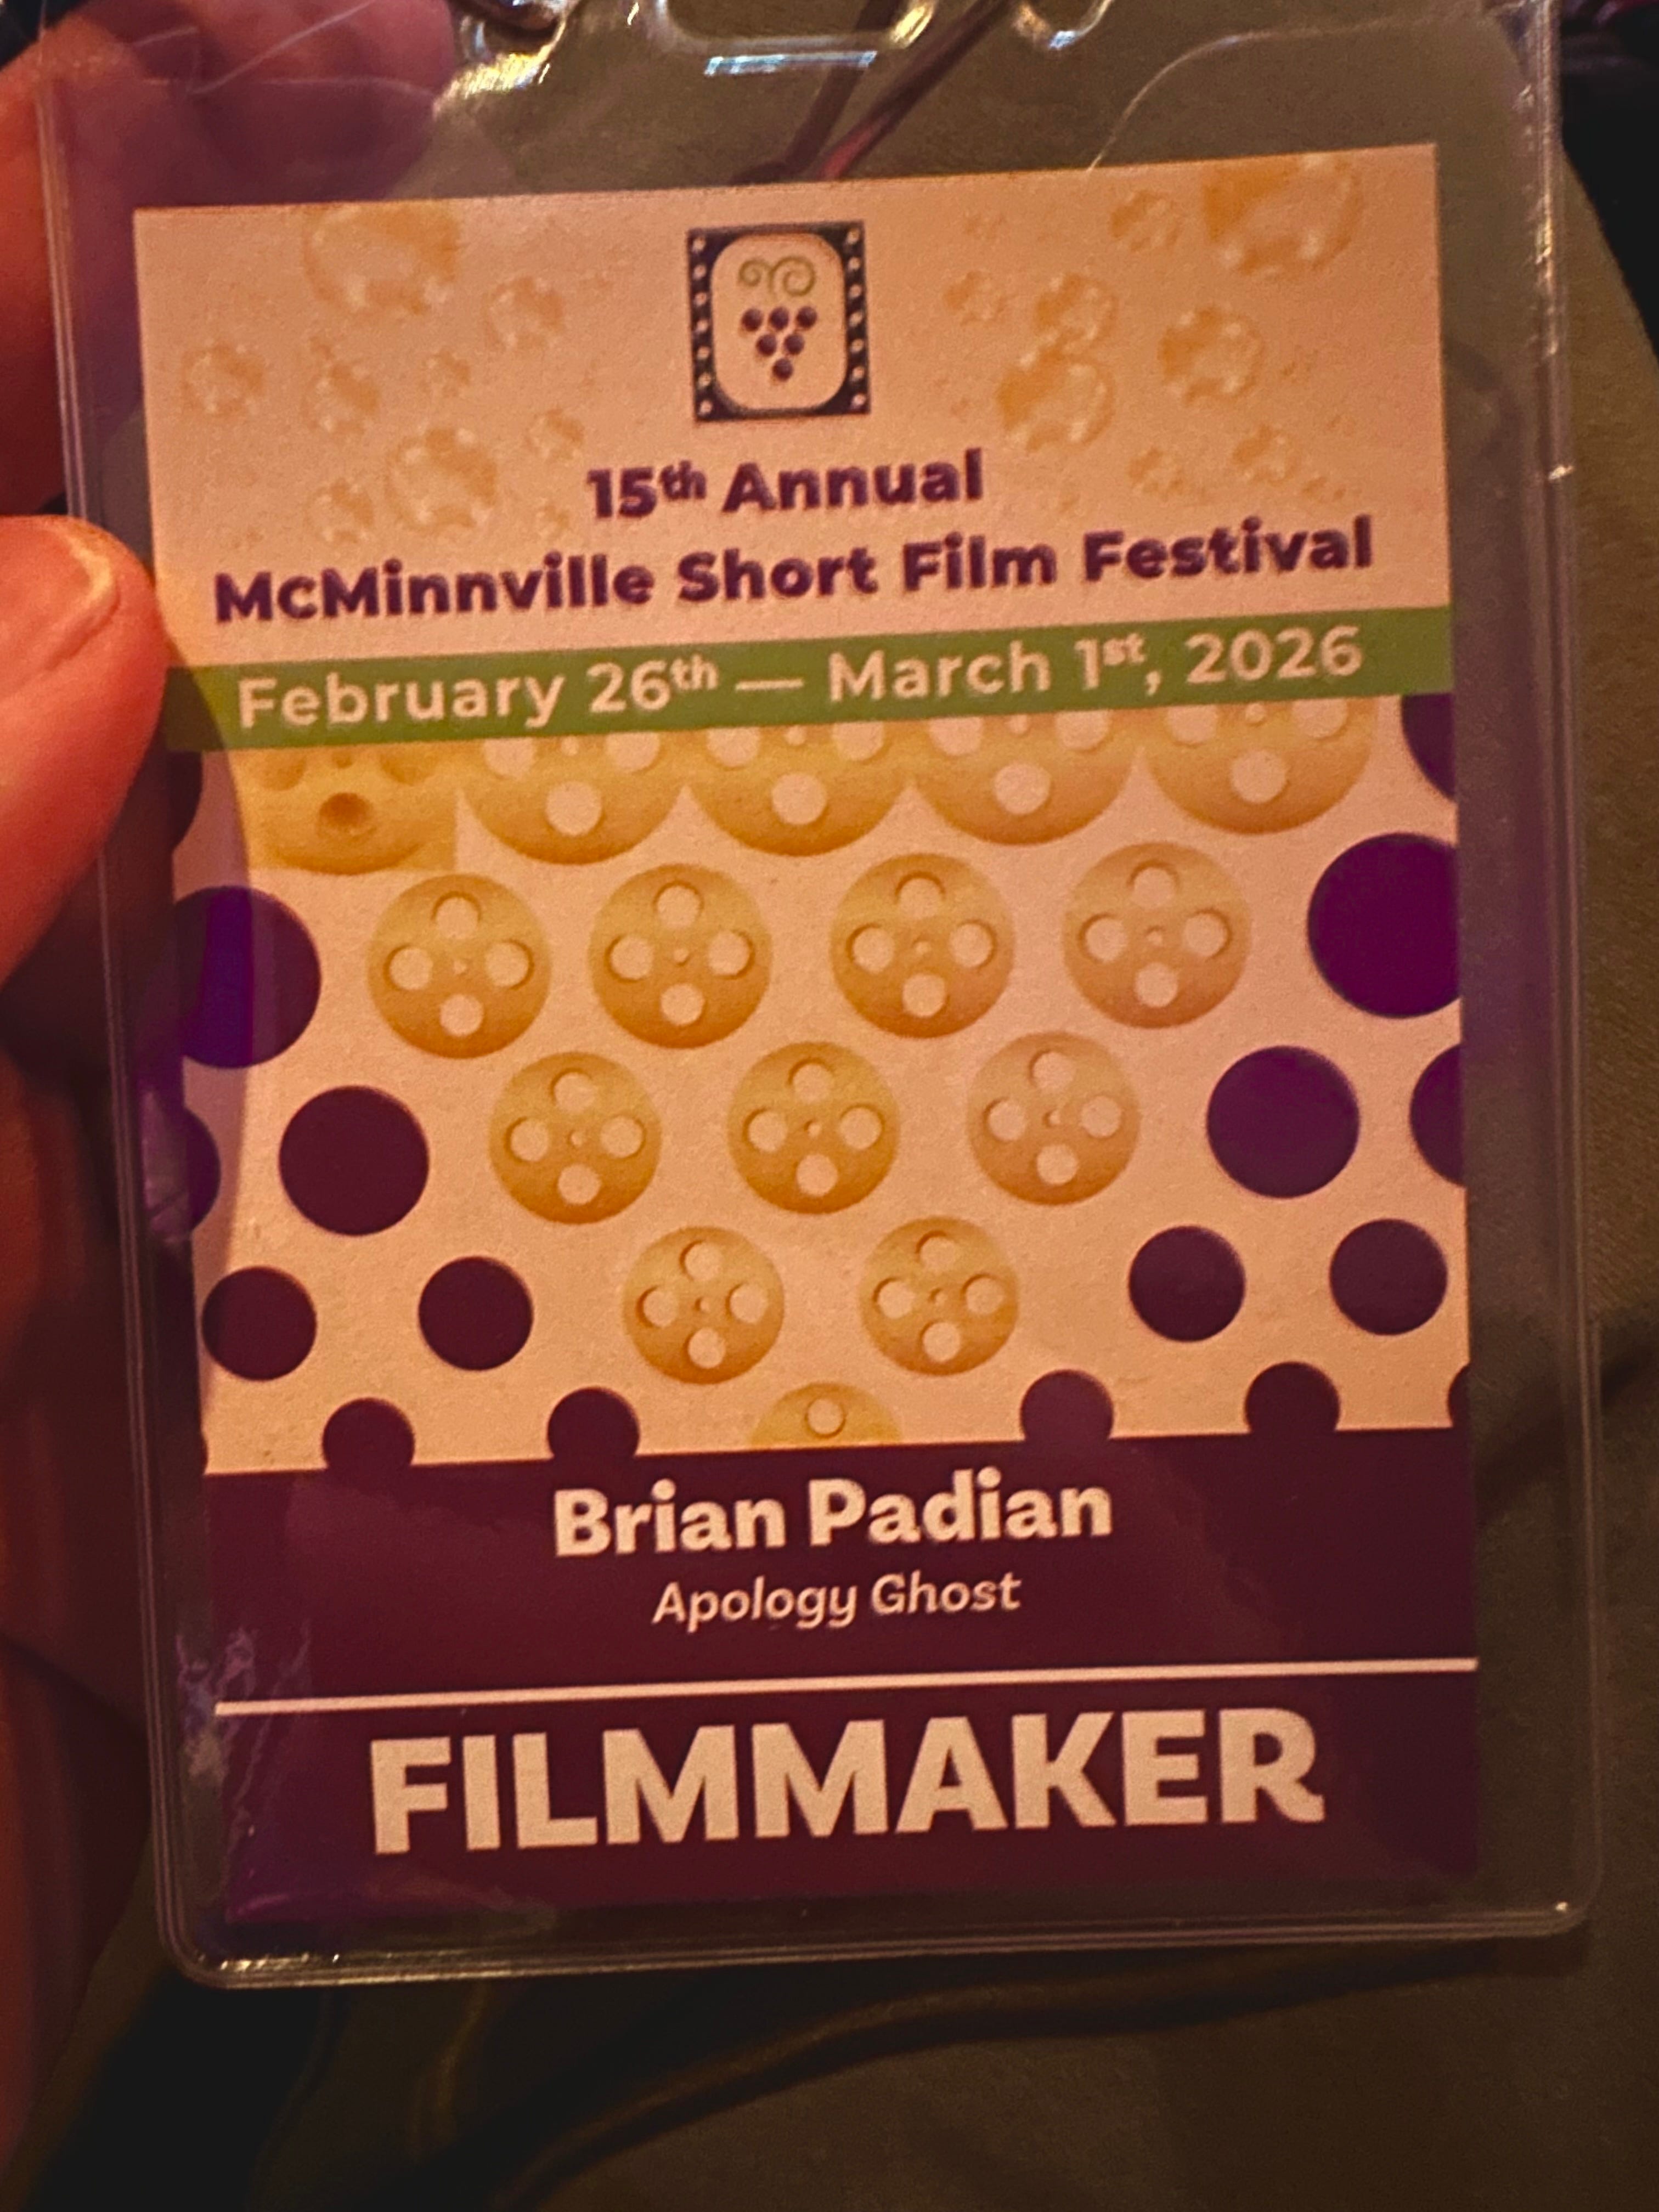 15th Annual
McMinnville Short Film Festival
February 26th — March 1st, 2026
Brian Padian
Apology Ghost
FILMMAKER